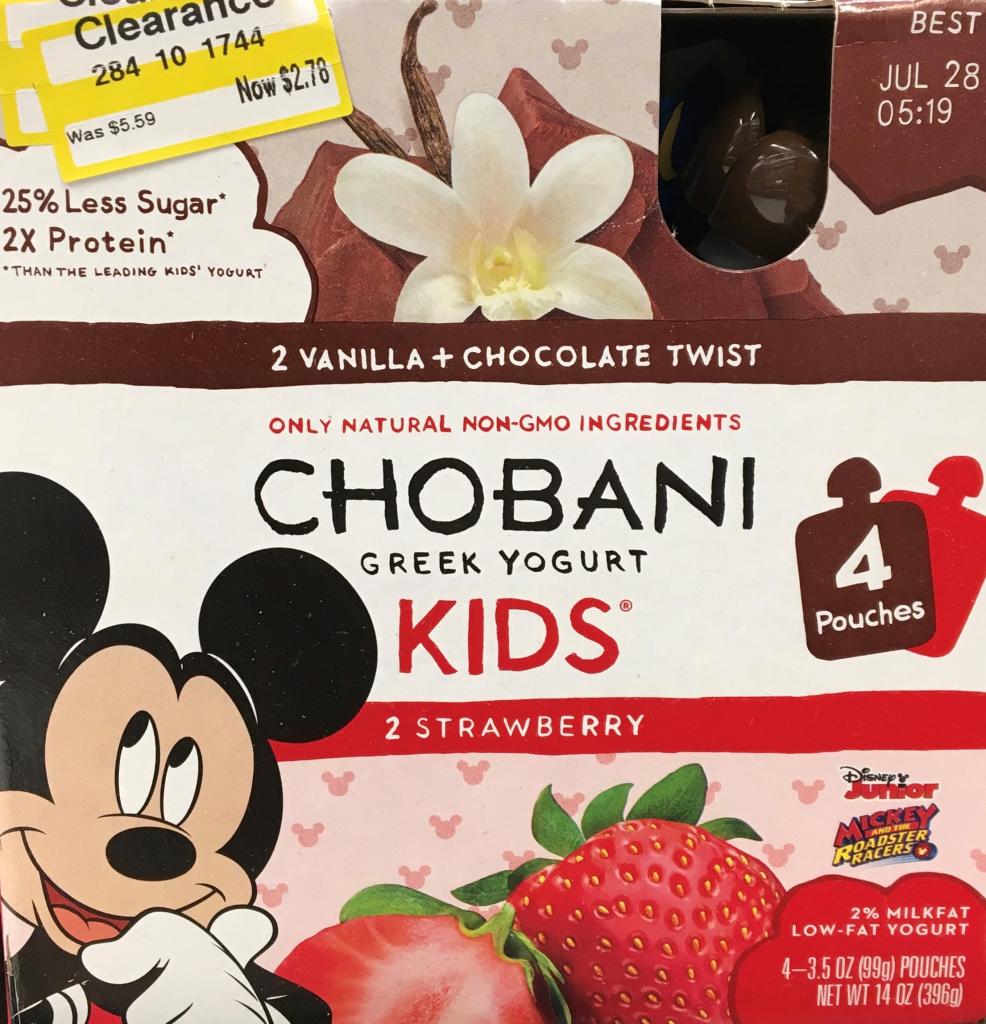 Clearance
284 10 1744
Now $2.78
Was $5.59
BEST
JUL 28
05:19
25% Less Sugar*
2X Protein*
*THAN THE LEADING KIDS' YOGURT
2 VANILLA + CHOCOLATE TWIST
ONLY NATURAL NON-GMO INGREDIENTS
CHOBANI
GREEK YOGURT
KIDS®
4
Pouches
2 STRAWBERRY
DISNEY
Junior
MICKEY
AND THE
ROADSTER
RACERS
2% MILKFAT
LOW-FAT YOGURT
4–3.5 OZ (99g) POUCHES
NET WT 14 OZ (396g)